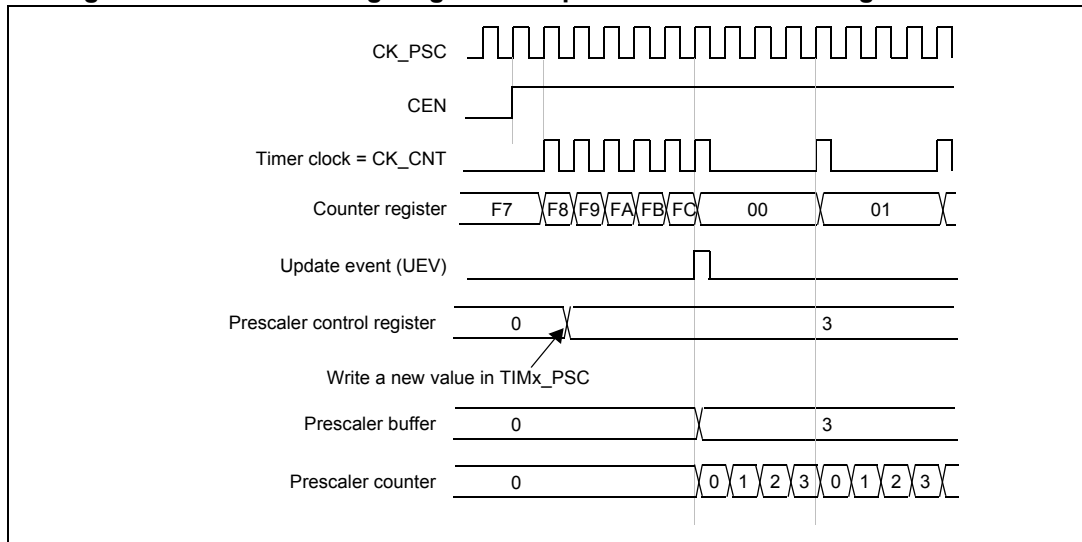 CK_PSC
CEN
Timer clock = CK_CNT
Counter register F7 F8 F9 FA FB FC 00 01
Update event (UEV)
Prescaler control register 0 3
Write a new value in TIMx_PSC
Prescaler buffer 0 3
Prescaler counter 0 0 1 2 3 0 1 2 3